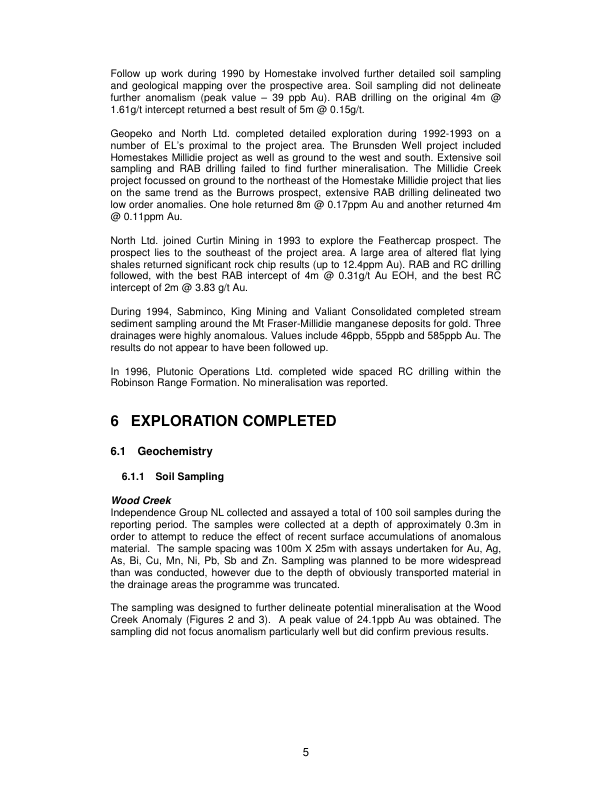 Follow up work during 1990 by Homestake involved further detailed soil sampling
and geological mapping over the prospective area. Soil sampling did not delineate
further anomalism (peak value – 39 ppb Au). RAB drilling on the original 4m @
1.61g/t intercept returned a best result of 5m @ 0.15g/t.
Geopeko and North Ltd. completed detailed exploration during 1992-1993 on a
number of EL's proximal to the project area. The Brunsden Well project included
Homestakes Millidie project as well as ground to the west and south. Extensive soil
sampling and RAB drilling failed to find further mineralisation. The Millidie Creek
project focussed on ground to the northeast of the Homestake Millidie project that lies
on the same trend as the Burrows prospect, extensive RAB drilling delineated two
low order anomalies. One hole returned 8m @ 0.17ppm Au and another returned 4m
@ 0.11ppm Au.
North Ltd. joined Curtin Mining in 1993 to explore the Feathercap prospect. The
prospect lies to the southeast of the project area. A large area of altered flat lying
shales returned significant rock chip results (up to 12.4ppm Au). RAB and RC drilling
followed, with the best RAB intercept of 4m @ 0.31g/t Au EOH, and the best RC
intercept of 2m @ 3.83 g/t Au.
During 1994, Sabminco, King Mining and Valiant Consolidated completed stream
sediment sampling around the Mt Fraser-Millidie manganese deposits for gold. Three
drainages were highly anomalous. Values include 46ppb, 55ppb and 585ppb Au. The
results do not appear to have been followed up.
In 1996, Plutonic Operations Ltd. completed wide spaced RC drilling within the
Robinson Range Formation. No mineralisation was reported.
6 EXPLORATION COMPLETED
6.1 Geochemistry
6.1.1 Soil Sampling
Wood Creek
Independence Group NL collected and assayed a total of 100 soil samples during the
reporting period. The samples were collected at a depth of approximately 0.3m in
order to attempt to reduce the effect of recent surface accumulations of anomalous
material. The sample spacing was 100m X 25m with assays undertaken for Au, Ag,
As, Bi, Cu, Mn, Ni, Pb, Sb and Zn. Sampling was planned to be more widespread
than was conducted, however due to the depth of obviously transported material in
the drainage areas the programme was truncated.
The sampling was designed to further delineate potential mineralisation at the Wood
Creek Anomaly (Figures 2 and 3). A peak value of 24.1ppb Au was obtained. The
sampling did not focus anomalism particularly well but did confirm previous results.
5